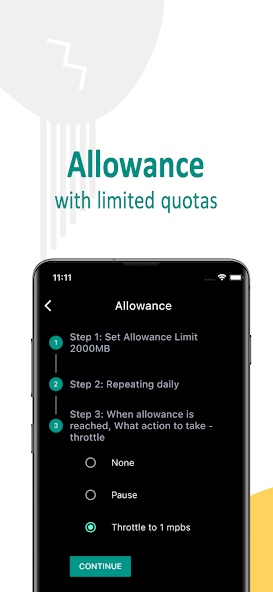 Allowance
with limited quotas
11:11
Allowance
1 Step 1: Set Allowance Limit
2000MB
2 Step 2: Repeating daily
Step 3: When allowance is
3 reached, What action to take -
throttle
None
Pause
Throttle to 1 mpbs
CONTINUE